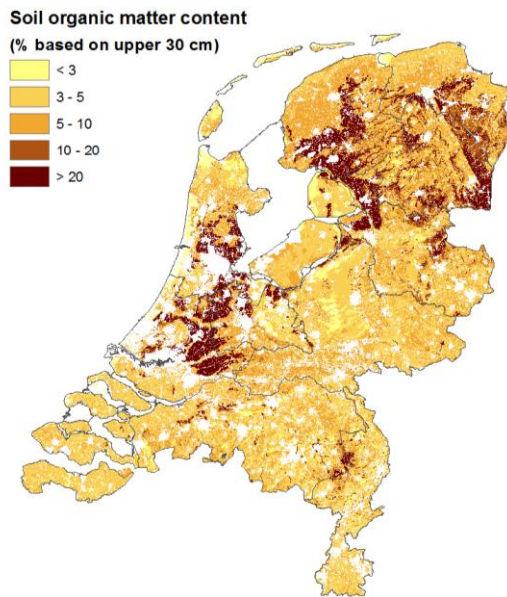 Soil organic matter content
(% based on upper 30 cm)
< 3
3 - 5
5 - 10
10 - 20
> 20